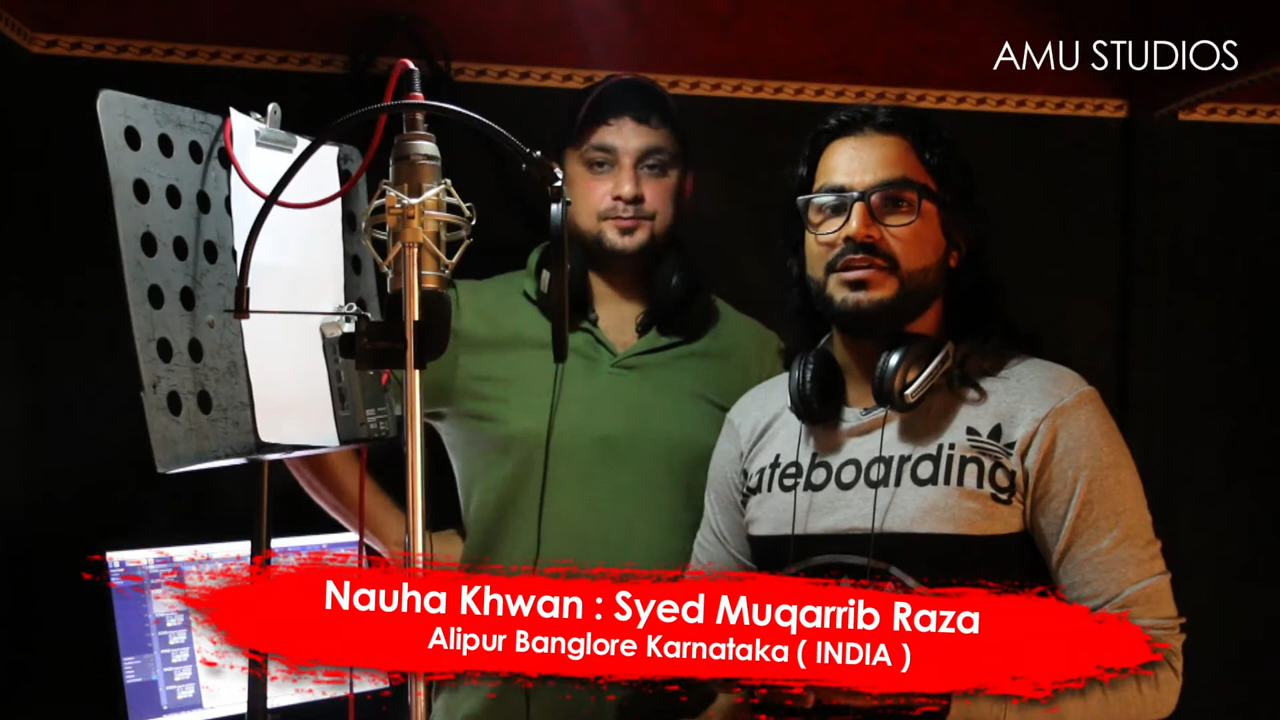 AMU STUDIOS
ateboarding
Nauha Khwan : Syed Muqarrib Raza
Alipur Banglore Karnataka ( INDIA )